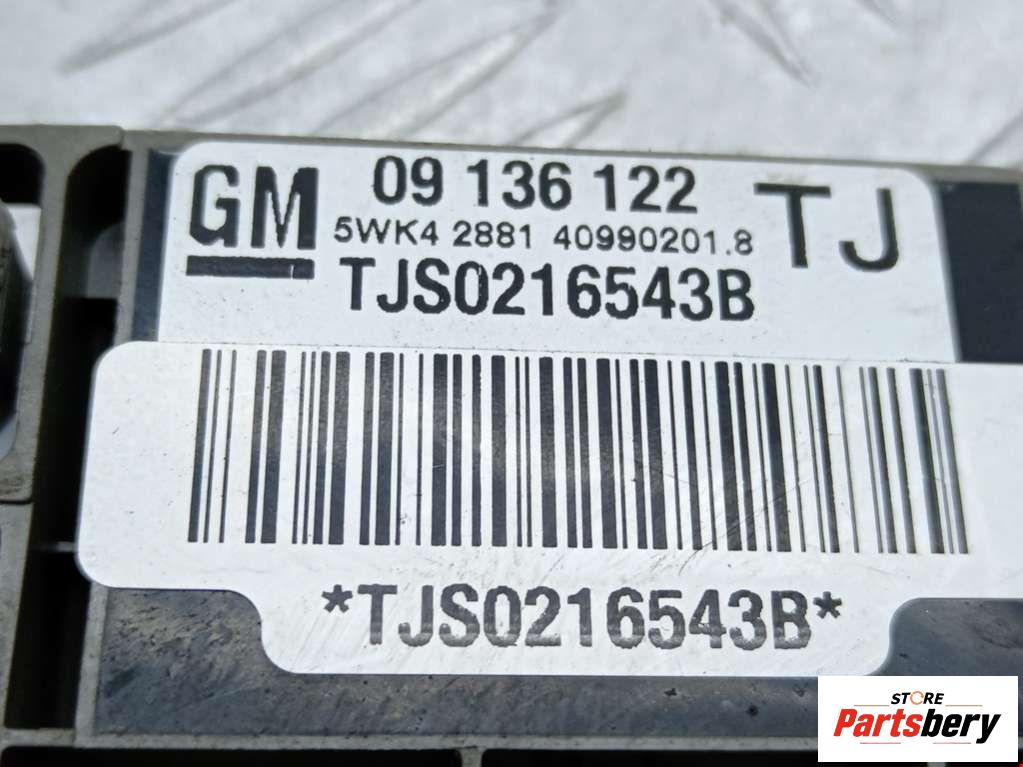 GM 09 136 122 TJ
5WK4 2881 40990201.8
TJS0216543B
*TJS0216543B*
STORE
Partsbery